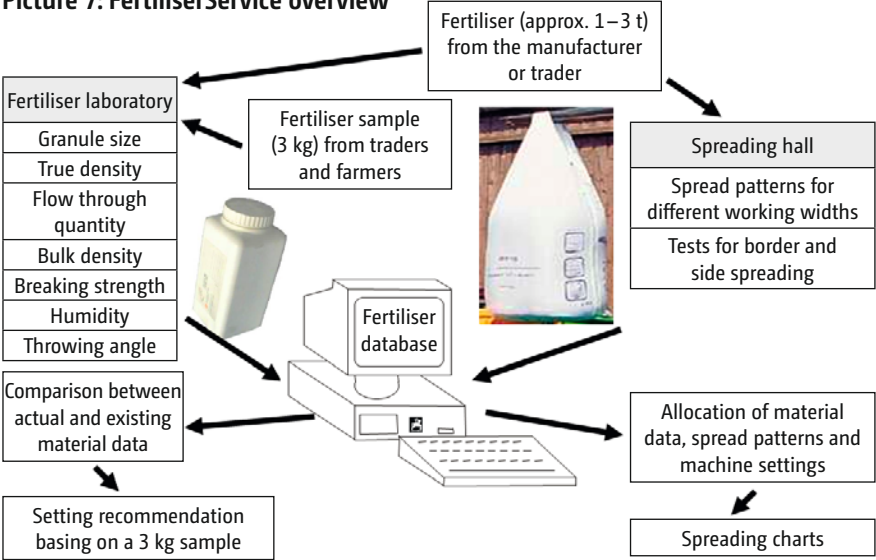 Picture 7: FertiliserService overview
Fertiliser (approx. 1–3 t)
from the manufacturer
or trader
Fertiliser laboratory
Granule size
True density
Flow through
quantity
Bulk density
Breaking strength
Humidity
Throwing angle
Fertiliser sample
(3 kg) from traders
and farmers
Spreading hall
Spread patterns for
different working widths
Tests for border and
side spreading
Fertiliser
database
Comparison between
actual and existing
material data
Setting recommendation
basing on a 3 kg sample
Allocation of material
data, spread patterns and
machine settings
Spreading charts